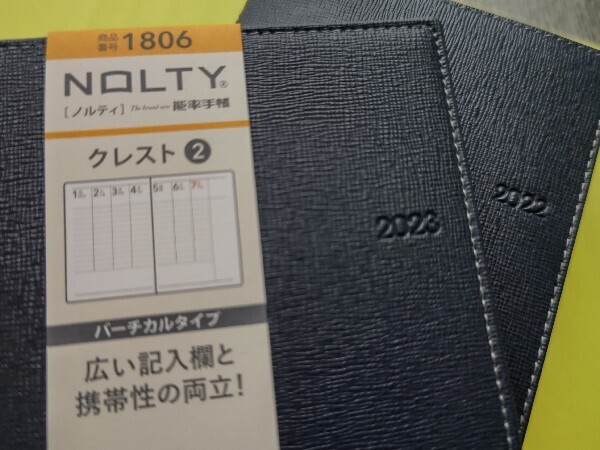 商品
番号 1806
NOLTY®
[ノルティ] The brand new 能率手帳
クレスト 2
1 2 3 4 5 6 7
バーチカルタイプ
広い記入欄と
携帯性の両立!
2023
2022